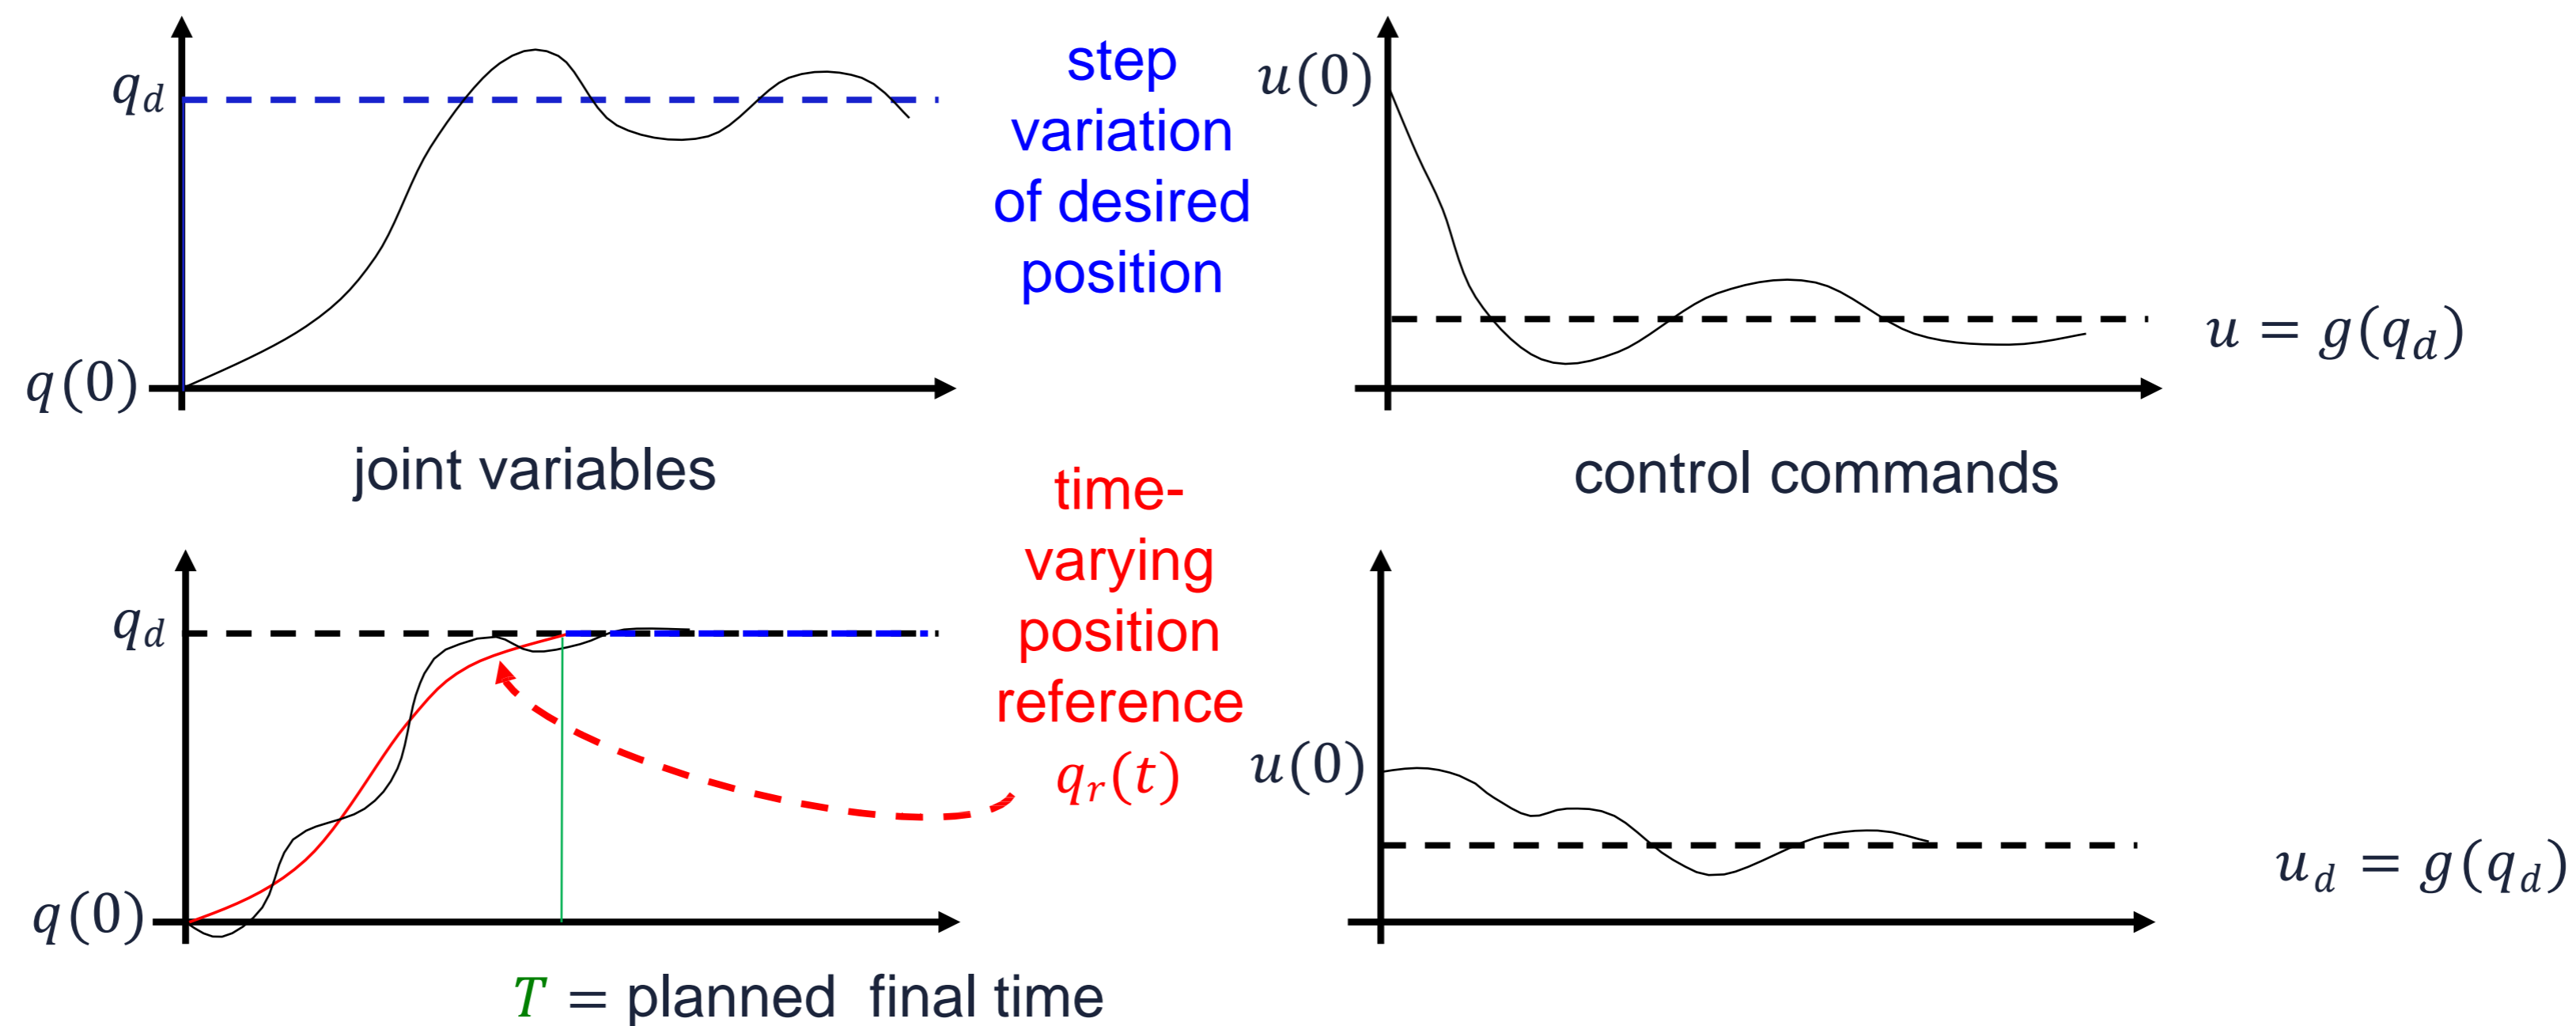 q_d
q(0)
joint variables
step
variation
of desired
position
u(0)
u = g(q_d)
control commands
q_d
q(0)
T = planned final time
time-
varying
position
reference
q_r(t)
u(0)
u_d = g(q_d)